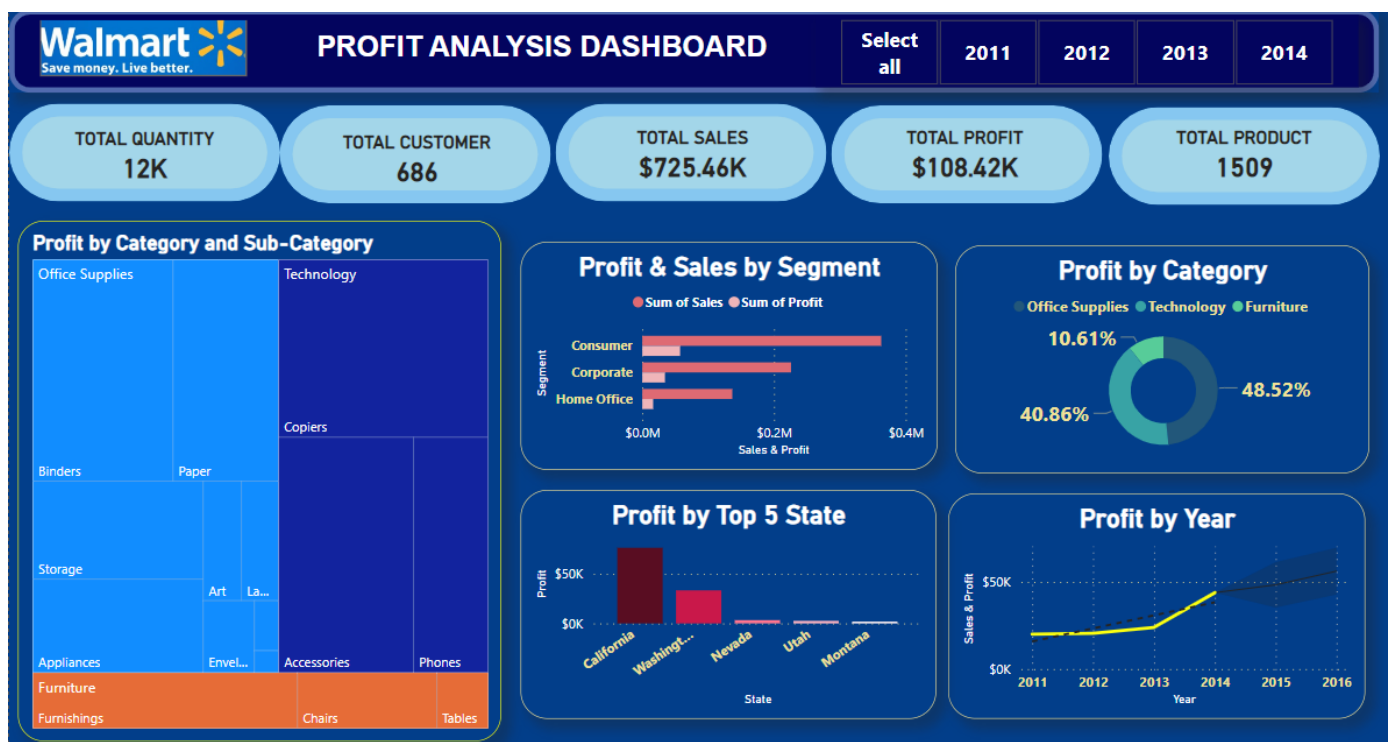 Walmart
Save money. Live better.
PROFIT ANALYSIS DASHBOARD
Select all
2011
2012
2013
2014
TOTAL QUANTITY
12K
TOTAL CUSTOMER
686
TOTAL SALES
$725.46K
TOTAL PROFIT
$108.42K
TOTAL PRODUCT
1509
Profit by Category and Sub-Category
Office Supplies
Technology
Copiers
Binders
Paper
Storage
Art
La...
Appliances
Envel...
Accessories
Phones
Furniture
Furnishings
Chairs
Tables
Profit & Sales by Segment
Sum of Sales
Sum of Profit
Segment
Consumer
Corporate
Home Office
$0.0M
$0.2M
$0.4M
Sales & Profit
Profit by Category
Office Supplies
Technology
Furniture
10.61%
48.52%
40.86%
Profit by Top 5 State
Profit
$50K
$0K
California
Washingt...
Nevada
Utah
Montana
State
Profit by Year
Sales & Profit
$50K
$0K
2011
2012
2013
2014
2015
2016
Year